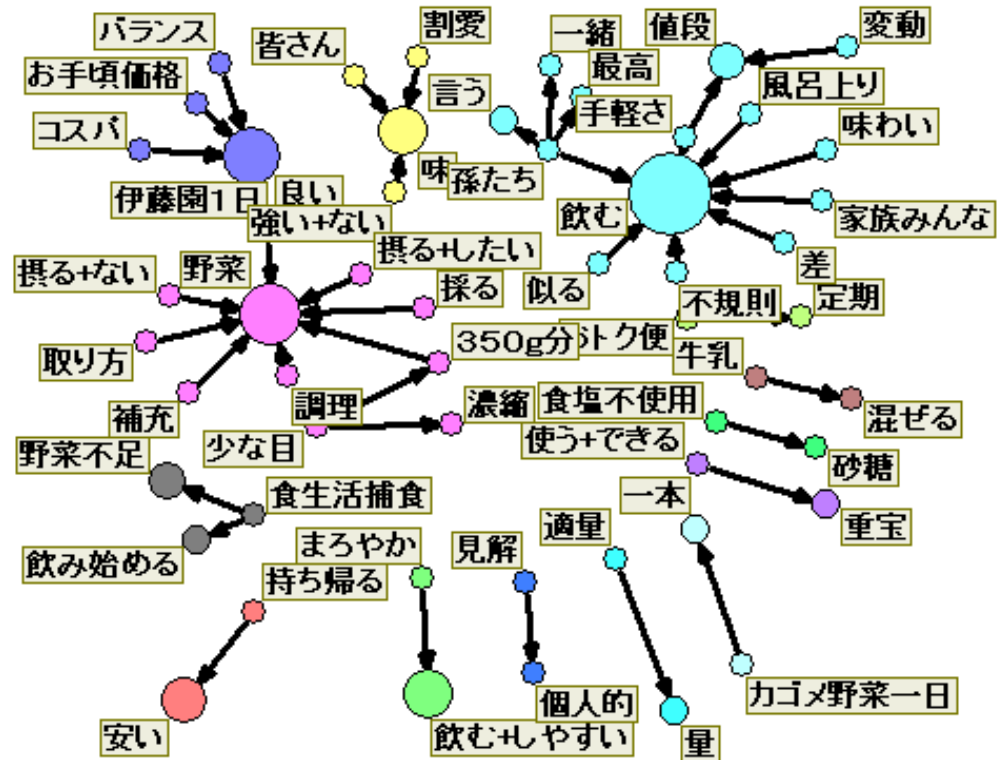 バランス
お手頃価格
コスパ
伊藤園1日
良い
皆さん
割愛
味
言う
一緒
最高
手軽さ
孫たち
値段
変動
風呂上り
味わい
飲む
家族みんな
差
似る
不規則
定期
トク便
強い+ない
摂る+したい
摂る+ない
野菜
採る
取り方
350g分
補充
調理
少な目
濃縮
牛乳
混ぜる
食塩不使用
砂糖
使う+できる
重宝
野菜不足
食生活捕食
飲み始める
一本
カゴメ野菜一日
適量
量
見解
個人的
まろやか
飲む+しやすい
持ち帰る
安い